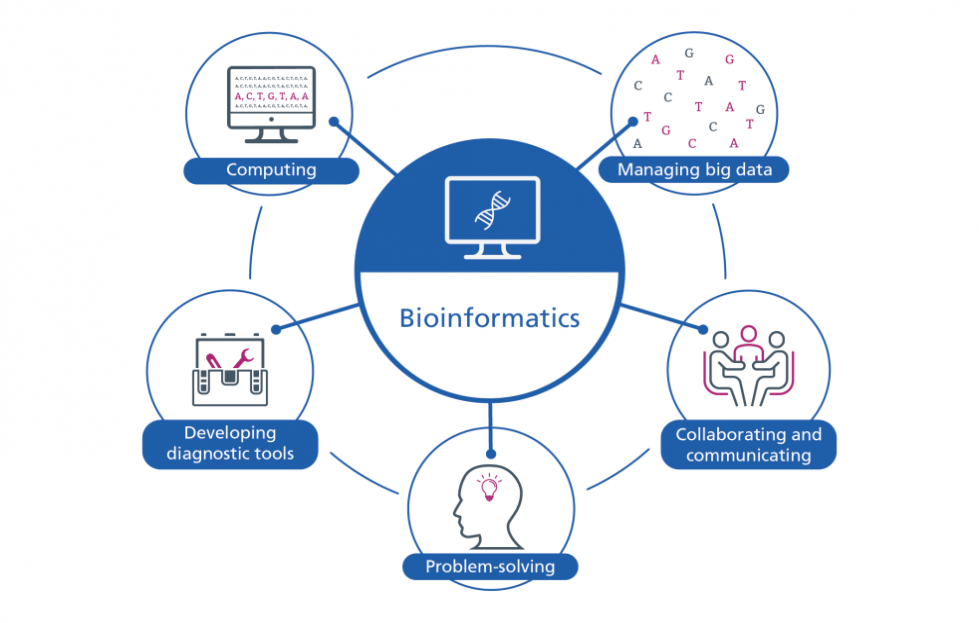 A, C, T, G, T, A, A
Computing
A
G
G
C
T
A
T
C
T
A
G
T
G
C
T
A
C
A
Managing big data
Bioinformatics
Developing
diagnostic tools
Collaborating and
communicating
Problem-solving